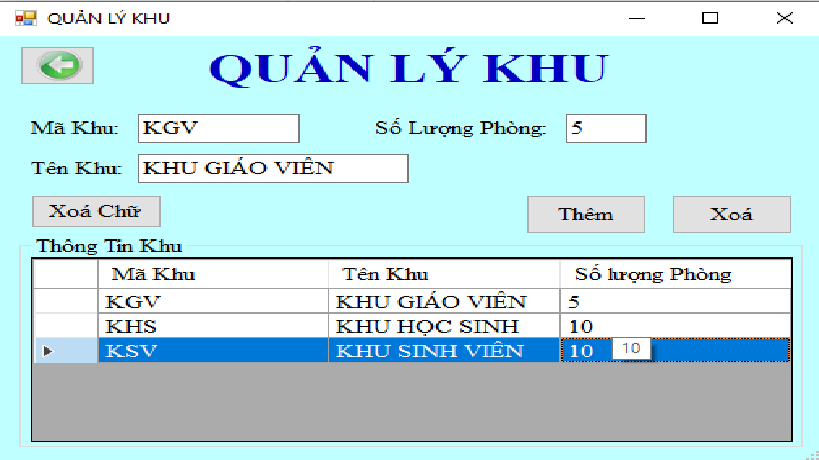 QUẢN LÝ KHU
QUẢN LÝ KHU
Mã Khu: KGV Số Lượng Phòng: 5
Tên Khu: KHU GIÁO VIÊN
Xoá Chữ Thêm Xoá
Thông Tin Khu
Mã Khu Tên Khu Số lượng Phòng
KGV KHU GIÁO VIÊN 5
KHS KHU HỌC SINH 10
KSV KHU SINH VIÊN 10 10